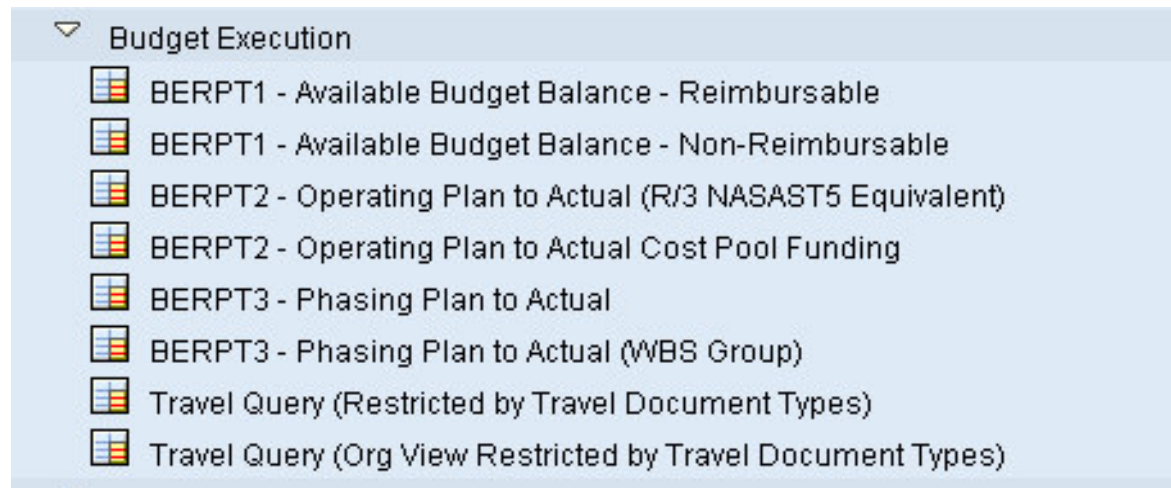 Budget Execution
BERPT1 - Available Budget Balance - Reimbursable
BERPT1 - Available Budget Balance - Non-Reimbursable
BERPT2 - Operating Plan to Actual (R/3 NASAST5 Equivalent)
BERPT2 - Operating Plan to Actual Cost Pool Funding
BERPT3 - Phasing Plan to Actual
BERPT3 - Phasing Plan to Actual (WBS Group)
Travel Query (Restricted by Travel Document Types)
Travel Query (Org View Restricted by Travel Document Types)